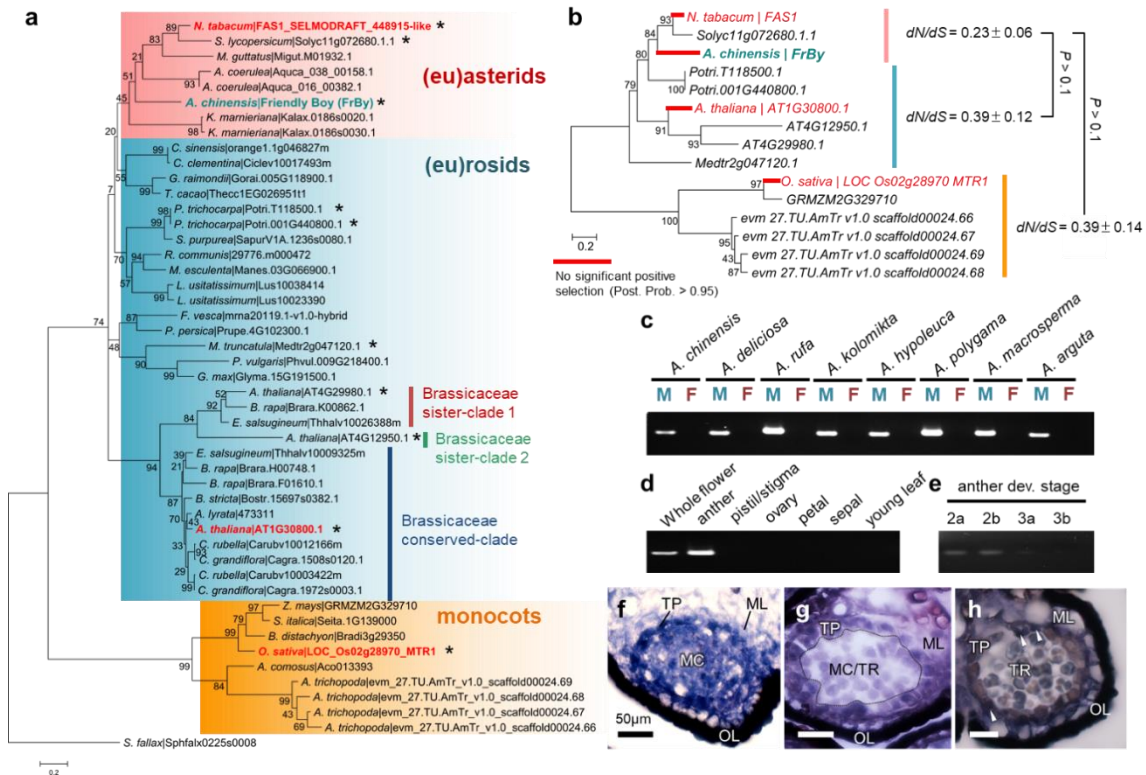 a
N. tabacum|FAS1_SELMODRAFT_448915-like *
S. lycopersicum|Solyc11g072680.1.1 *
M. guttatus|Migut.M01932.1
A. coerulea|Aquca_038_00158.1
A. coerulea|Aquca_016_00382.1
A. chinensis|Friendly Boy (FrBy) *
K. marnieriana|Kalax.0186s0020.1
K. marnieriana|Kalax.0186s0030.1
(eu)asterids
(eu)rosids
C. sinensis|orange1.1g046827m
C. clementina|Ciclev10017493m
G. raimondii|Gorai.005G118900.1
T. cacao|Thecc1EG026951t1
P. trichocarpa|Potri.T118500.1 *
P. trichocarpa|Potri.001G440800.1 *
S. purpurea|SapurV1A.1236s0080.1
R. communis|29776.m000472
M. esculenta|Manes.03G066900.1
L. usitatissimum|Lus10038414
L. usitatissimum|Lus10023390
F. vesca|mrna20119.1-v1.0-hybrid
P. persica|Prupe.4G102300.1
M. truncatula|Medtr2g047120.1 *
P. vulgaris|Phvul.009G218400.1
G. max|Glyma.15G191500.1
A. thaliana|AT4G29980.1 *
B. rapa|Brara.K00862.1
E. salsugineum|Thhalv10026388m
A. thaliana|AT4G12950.1 *
Brassicaceae
sister-clade 1
Brassicaceae
sister-clade 2
E. salsugineum|Thhalv10009325m
B. rapa|Brara.H00748.1
B. rapa|Brara.F01610.1
B. stricta|Bostr.15697s0382.1
A. lyrata|473311
A. thaliana|AT1G30800.1 *
C. rubella|Carubv10012166m
C. grandiflora|Cagra.1508s0120.1
C. rubella|Carubv10003422m
C. grandiflora|Cagra.1972s0003.1
Brassicaceae
conserved-clade
monocots
Z. mays|GRMZM2G329710
S. italica|Seita.1G139000
B. distachyon|Bradi3g29350
O. sativa|LOC_Os02g28970_MTR1 *
A. comosus|Aco013393
A. trichopoda|evm_27.TU.AmTr_v1.0_scaffold00024.69
A. trichopoda|evm_27.TU.AmTr_v1.0_scaffold00024.68
A. trichopoda|evm_27.TU.AmTr_v1.0_scaffold00024.67
A. trichopoda|evm_27.TU.AmTr_v1.0_scaffold00024.66
S. fallax|Sphfalx0225s0008
0.2
89
83
21
51
93
45
98
20
7
99
55
98
99
70
94
57
99
74
87
48
90
99
52
92
84
94
39
21
87
70
43
33
93
29
99
97
79
99
99
84
99
43
69
b
N. tabacum | FAS1
Solyc11g072680.1.1
A. chinensis | FrBy
Potri.T118500.1
Potri.001G440800.1
A. thaliana | AT1G30800.1
AT4G12950.1
AT4G29980.1
Medtr2g047120.1
O. sativa | LOC Os02g28970 MTR1
GRMZM2G329710
evm 27.TU.AmTr v1.0 scaffold00024.66
evm 27.TU.AmTr v1.0 scaffold00024.67
evm 27.TU.AmTr v1.0 scaffold00024.69
evm 27.TU.AmTr v1.0 scaffold00024.68
93
84
80
79
100
91
93
97
100
95
43
87
0.2
No significant positive
selection (Post. Prob. > 0.95)
dN/dS = 0.23 ± 0.06
dN/dS = 0.39 ± 0.12
dN/dS = 0.39 ± 0.14
P > 0.1
P > 0.1
c
A. chinensis
A. deliciosa
A. rufa
A. kolomikta
A. hypoleuca
A. polygama
A. macrosperma
A. arguta
M F M F M F M F M F M F M F M F
d
Whole flower
anther
pistil/stigma
ovary
petal
sepal
young leaf
e
anther dev. stage
2a 2b 3a 3b
f
TP
ML
MC
50μm
OL
g
TP
ML
MC/TR
OL
h
ML
TP
TR
OL